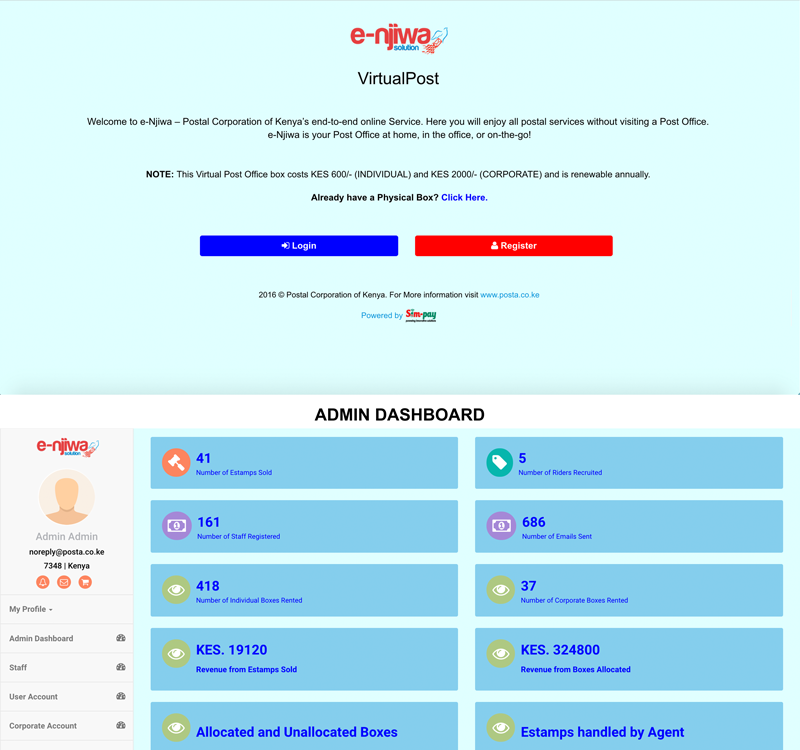 e-njiwa
solution
VirtualPost
Welcome to e-Njiwa – Postal Corporation of Kenya's end-to-end online Service. Here you will enjoy all postal services without visiting a Post Office.
e-Njiwa is your Post Office at home, in the office, or on-the-go!
NOTE: This Virtual Post Office box costs KES 600/- (INDIVIDUAL) and KES 2000/- (CORPORATE) and is renewable annually.
Already have a Physical Box? Click Here.
Login
Register
2016 © Postal Corporation of Kenya. For More information visit www.posta.co.ke
Powered by Sim-pay
ADMIN DASHBOARD
e-njiwa
solution
Admin Admin
noreply@posta.co.ke
7348 | Kenya
My Profile
Admin Dashboard
Staff
User Account
Corporate Account
41
Number of Estamps Sold
5
Number of Riders Recruited
161
Number of Staff Registered
686
Number of Emails Sent
418
Number of Individual Boxes Rented
37
Number of Corporate Boxes Rented
KES. 19120
Revenue from Estamps Sold
KES. 324800
Revenue from Boxes Allocated
Allocated and Unallocated Boxes
Estamps handled by Agent